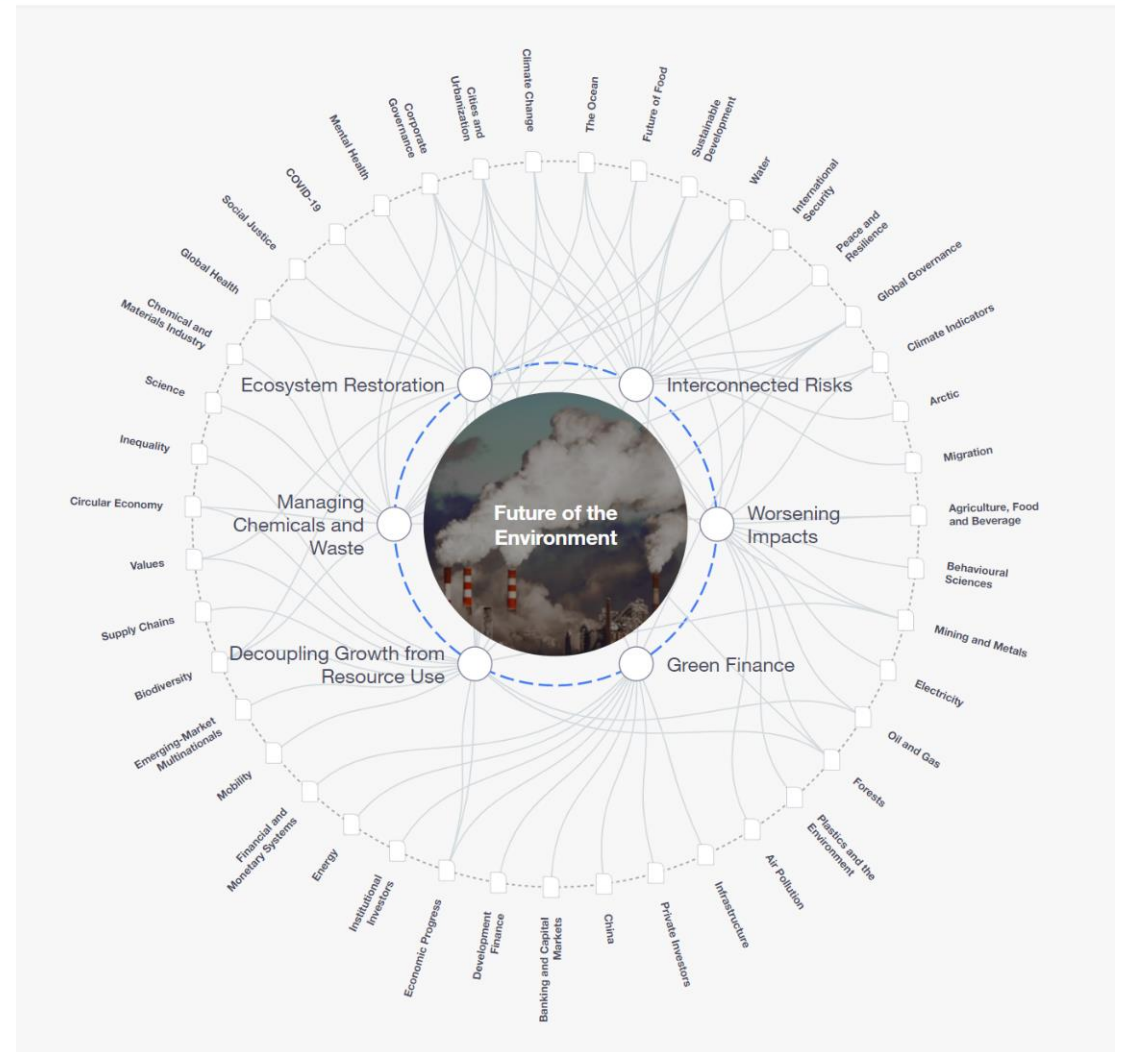 Climate Change
The Ocean
Future of Food
Sustainable
Development
Water
International
Security
Peace and
Resilience
Global Governance
Climate Indicators
Arctic
Migration
Agriculture, Food
and Beverage
Behavioural
Sciences
Mining and Metals
Electricity
Oil and Gas
Forests
Plastics and the
Environment
Air Pollution
Infrastructure
Private Investors
China
Banking and Capital
Markets
Development
Finance
Economic Progress
Institutional
Investors
Energy
Financial and
Monetary Systems
Mobility
Emerging-Market
Multinationals
Biodiversity
Supply Chains
Values
Circular Economy
Inequality
Science
Chemical and
Materials Industry
Global Health
Social Justice
COVID-19
Mental Health
Corporate
Governance
Cities and
Urbanization
Ecosystem Restoration
Interconnected Risks
Managing
Chemicals and
Waste
Future of the
Environment
Worsening
Impacts
Decoupling Growth from
Resource Use
Green Finance